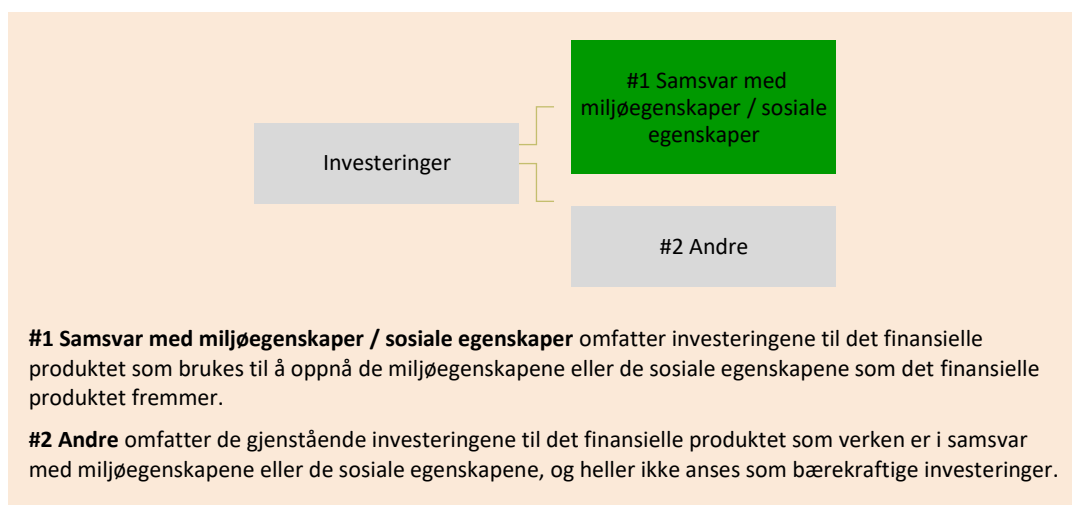 #1 Samsvar med
miljøegenskaper / sosiale
egenskaper
Investeringer
#2 Andre
#1 Samsvar med miljøegenskaper / sosiale egenskaper omfatter investeringene til det finansielle
produktet som brukes til å oppnå de miljøegenskapene eller de sosiale egenskapene som det finansielle
produktet fremmer.
#2 Andre omfatter de gjenstående investeringene til det finansielle produktet som verken er i samsvar
med miljøegenskapene eller de sosiale egenskapene, og heller ikke anses som bærekraftige investeringer.